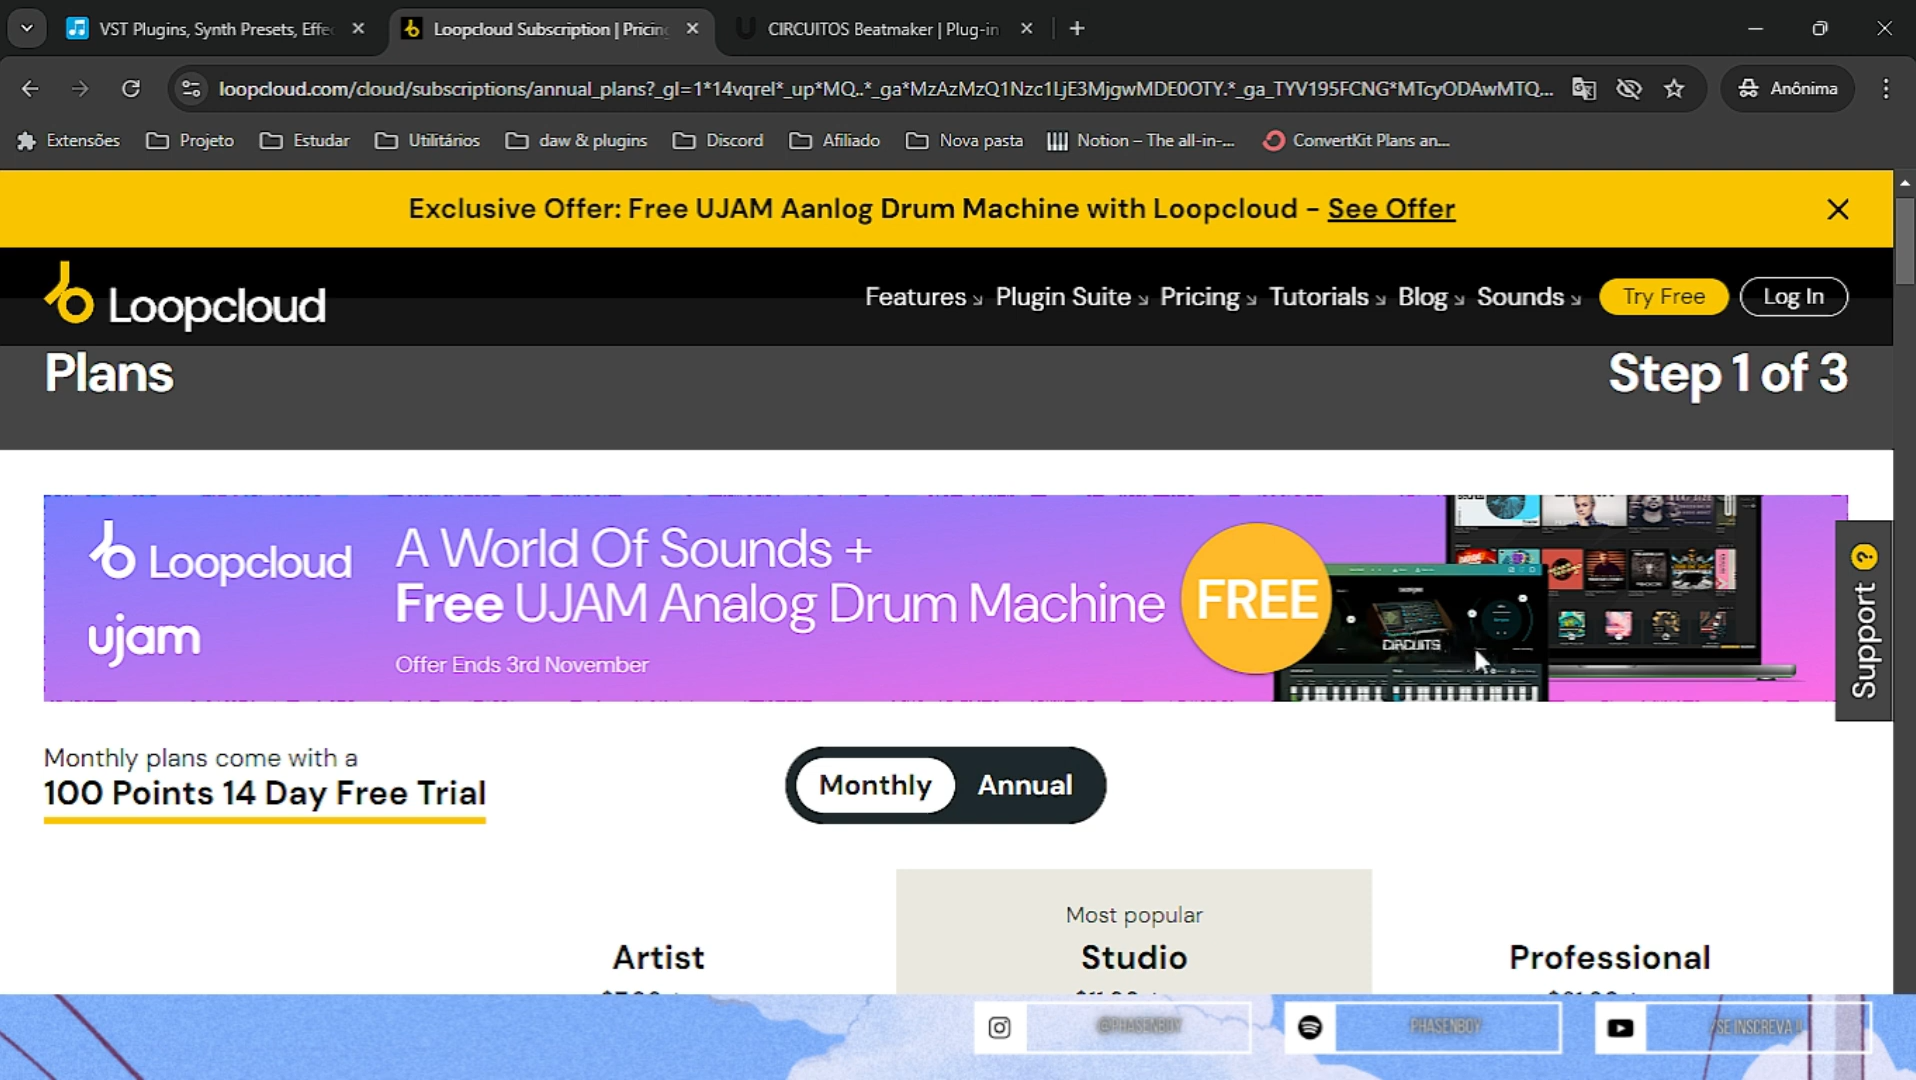 VST Plugins, Synth Presets, Effe
Loopcloud Subscription | Pricing
CIRCUITOS Beatmaker | Plug-in
loopcloud.com/cloud/subscriptions/annual_plans?_gl=1*14vqrel*_up*MQ..*_ga*MzAzMzQ1Nzc1LjE3MjgwMDE0OTY.*_ga_TYV195FCNG*MTcyODAwMTQ...
Anônima
Extensões
Projeto
Estudar
Utilitários
daw & plugins
Discord
Afiliado
Nova pasta
Notion – The all-in-...
ConvertKit Plans an...
Exclusive Offer: Free UJAM Aanlog Drum Machine with Loopcloud - See Offer
Loopcloud
Features
Plugin Suite
Pricing
Tutorials
Blog
Sounds
Try Free
Log In
Plans
Step 1 of 3
Loopcloud
ujam
A World Of Sounds +
Free UJAM Analog Drum Machine
Offer Ends 3rd November
FREE
CIRCUITS
Support
Monthly plans come with a
100 Points 14 Day Free Trial
Monthly
Annual
Most popular
Artist
Studio
Professional
@PHASENBOY
PHASENBOY
SE INSCREVA !!